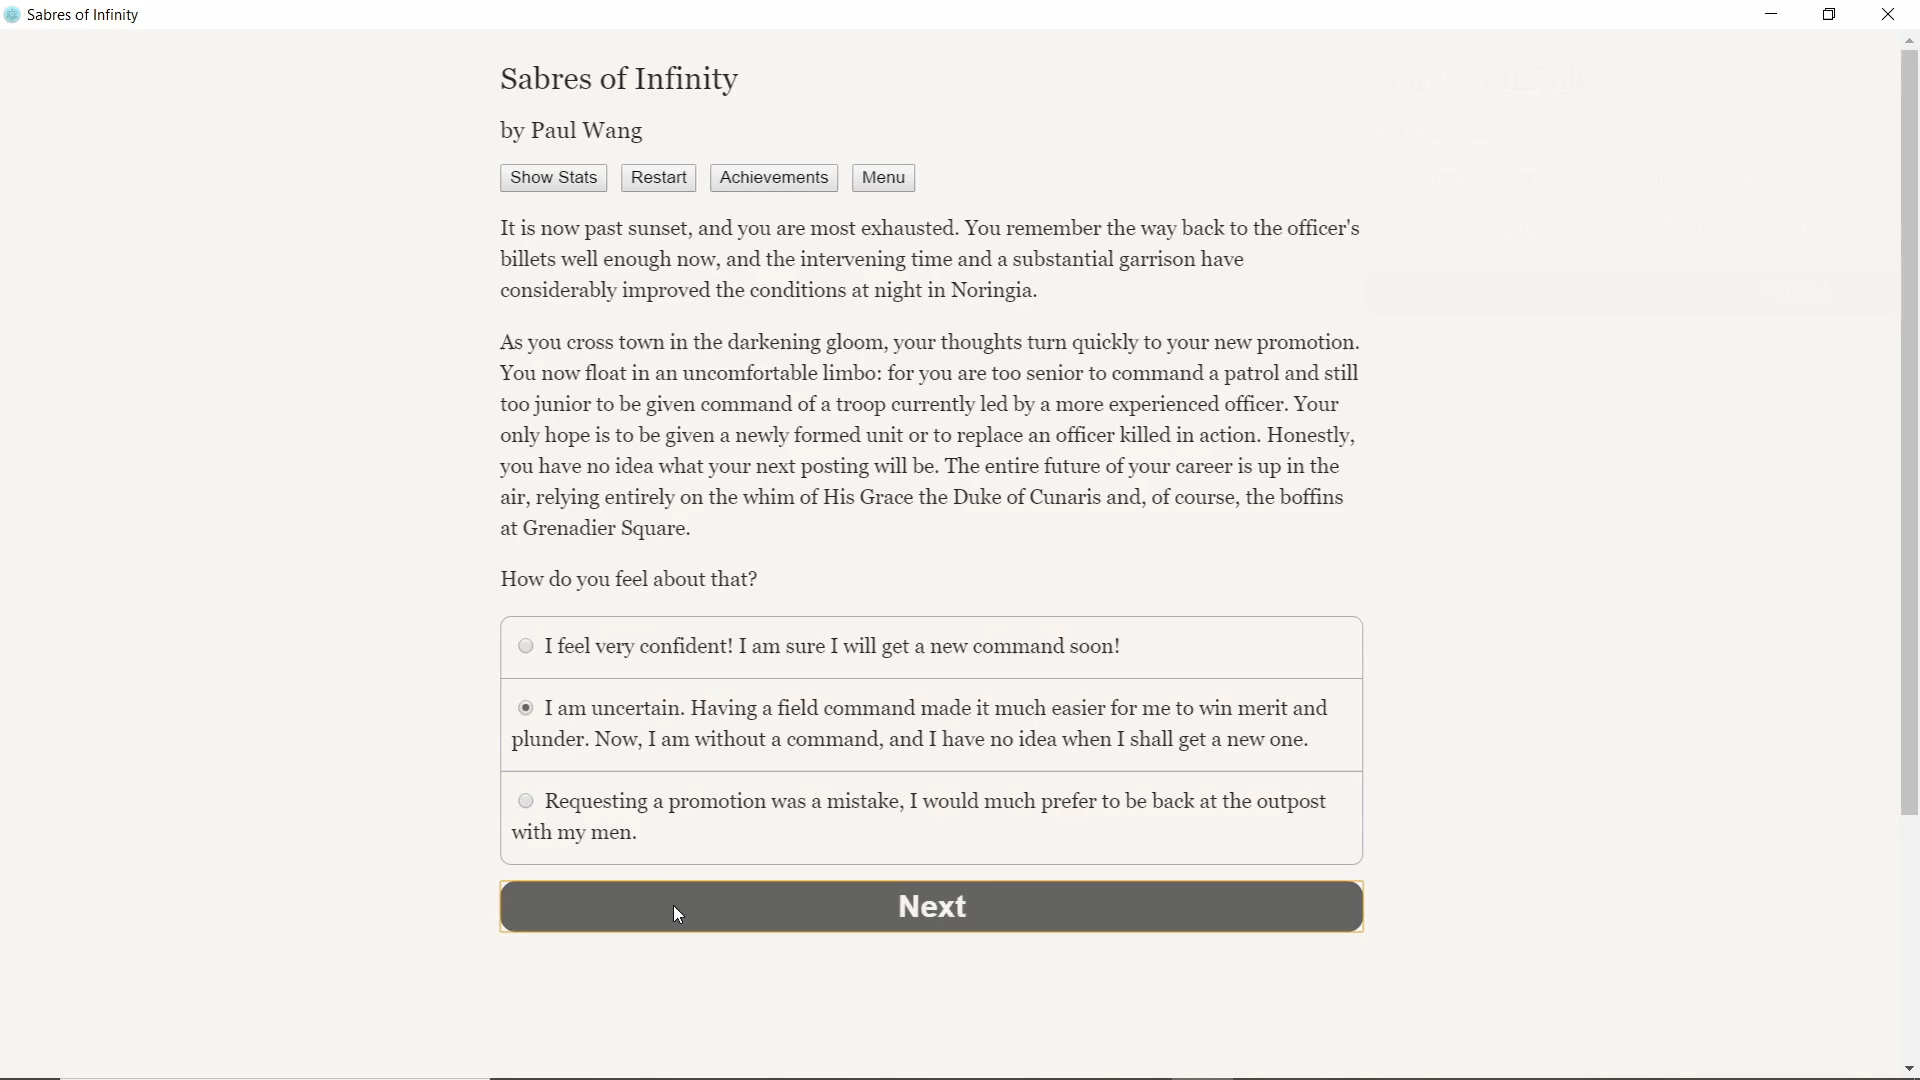 Sabres of Infinity
Sabres of Infinity
by Paul Wang
Show Stats
Restart
Achievements
Menu
It is now past sunset, and you are most exhausted. You remember the way back to the officer's
billets well enough now, and the intervening time and a substantial garrison have
considerably improved the conditions at night in Noringia.
As you cross town in the darkening gloom, your thoughts turn quickly to your new promotion.
You now float in an uncomfortable limbo: for you are too senior to command a patrol and still
too junior to be given command of a troop currently led by a more experienced officer. Your
only hope is to be given a newly formed unit or to replace an officer killed in action. Honestly,
you have no idea what your next posting will be. The entire future of your career is up in the
air, relying entirely on the whim of His Grace the Duke of Cunaris and, of course, the boffins
at Grenadier Square.
How do you feel about that?
I feel very confident! I am sure I will get a new command soon!
I am uncertain. Having a field command made it much easier for me to win merit and
plunder. Now, I am without a command, and I have no idea when I shall get a new one.
Requesting a promotion was a mistake, I would much prefer to be back at the outpost
with my men.
Next